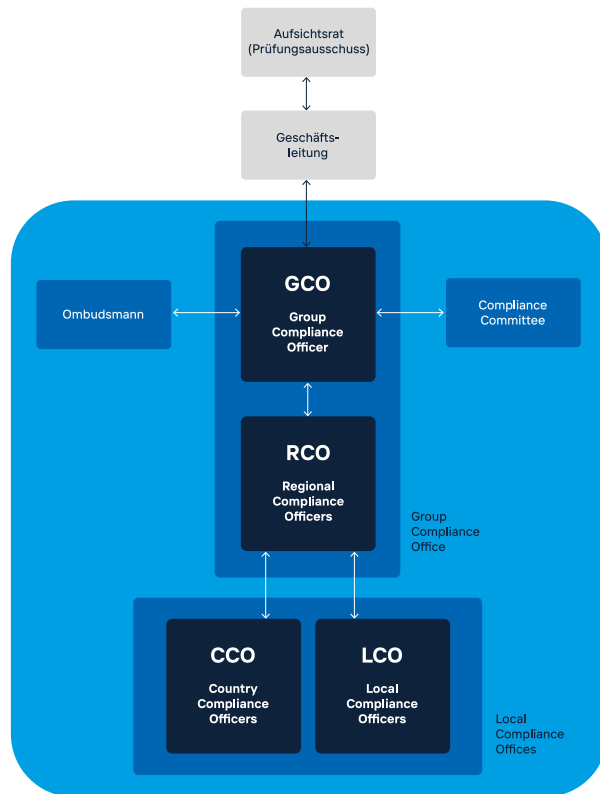 Aufsichtsrat
(Prüfungsausschuss)
Geschäfts-
leitung
GCO
Group
Compliance
Officer
Ombudsmann
Compliance
Committee
RCO
Regional
Compliance
Officers
Group
Compliance
Office
CCO
Country
Compliance
Officers
LCO
Local
Compliance
Officers
Local
Compliance
Offices